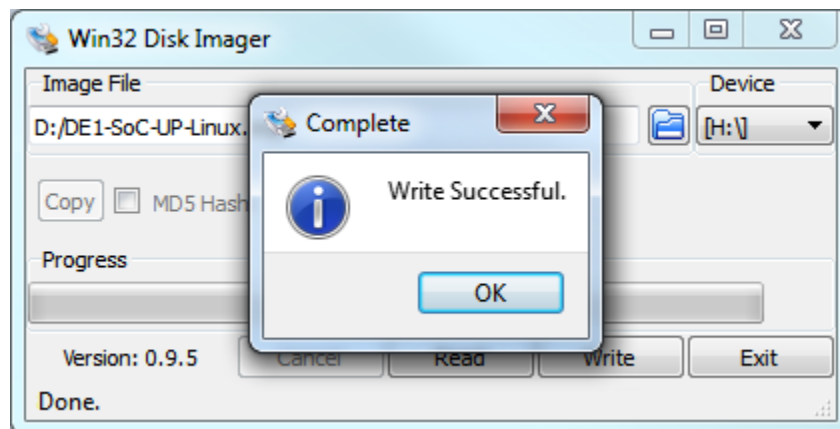 Win32 Disk Imager
Image File
Device
D:/DE1-SoC-UP-Linux.
[H:\]
Complete
Write Successful.
OK
Copy
MD5 Hash
Progress
Version: 0.9.5
Cancel
Read
Write
Exit
Done.